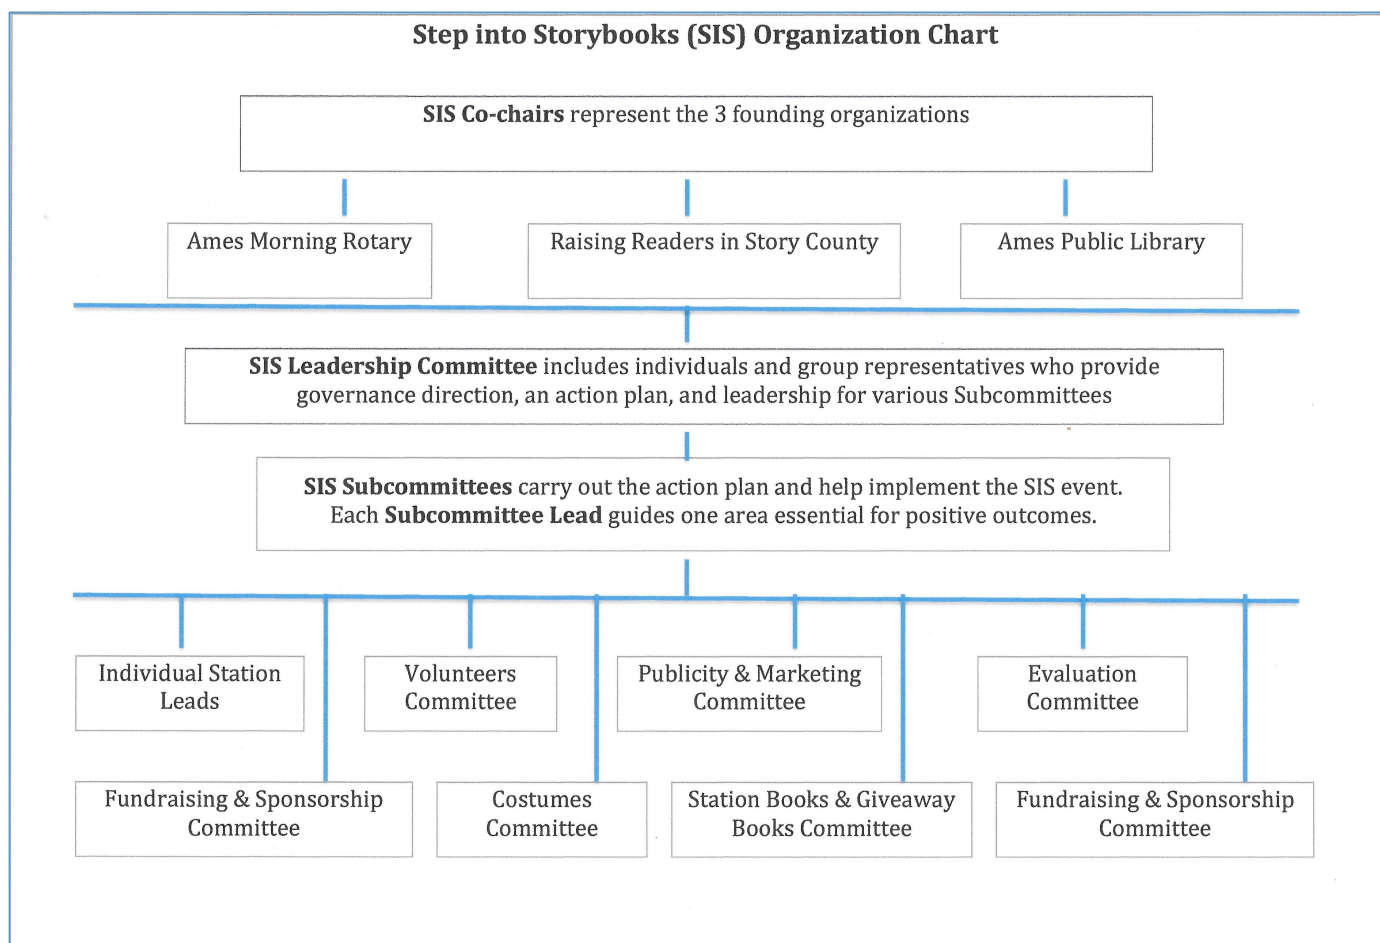 Step into Storybooks (SIS) Organization Chart
SIS Co-chairs represent the 3 founding organizations
Ames Morning Rotary
Raising Readers in Story County
Ames Public Library
SIS Leadership Committee includes individuals and group representatives who provide
governance direction, an action plan, and leadership for various Subcommittees
SIS Subcommittees carry out the action plan and help implement the SIS event.
Each Subcommittee Lead guides one area essential for positive outcomes.
Individual Station
Leads
Volunteers
Committee
Publicity & Marketing
Committee
Evaluation
Committee
Fundraising & Sponsorship
Committee
Costumes
Committee
Station Books & Giveaway
Books Committee
Fundraising & Sponsorship
Committee